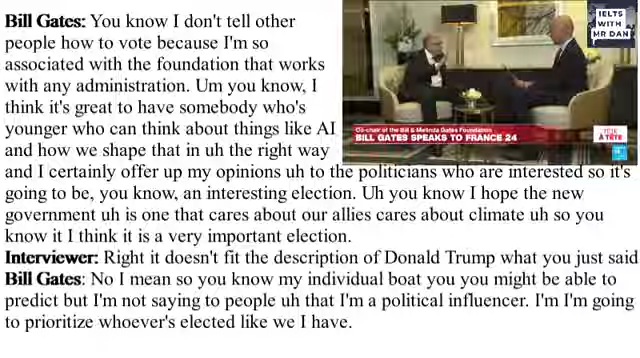 Bill Gates: You know I don't tell other
people how to vote because I'm so
associated with the foundation that works
with any administration. Um you know, I
think it's great to have somebody who's
younger who can think about things like AI
and how we shape that in uh the right way
IELTS
WITH
MR DAN
Co-chair of the Bill & Melinda Gates Foundation
BILL GATES SPEAKS TO FRANCE 24
TÊTE
À TÊTE
and I certainly offer up my opinions uh to the politicians who are interested so it's
going to be, you know, an interesting election. Uh you know I hope the new
government uh is one that cares about our allies cares about climate uh so you
know it I think it is a very important election.
Interviewer: Right it doesn't fit the description of Donald Trump what you just said
Bill Gates: No I mean so you know my individual boat you you might be able to
predict but I'm not saying to people uh that I'm a political influencer. I'm I'm going
to prioritize whoever's elected like we I have.